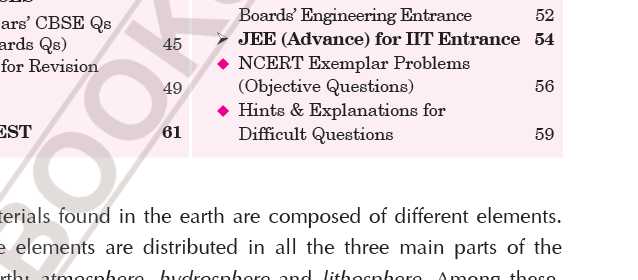 ars' CBSE Qs
ards Qs) 45
for Revision
49
EST 61
Boards' Engineering Entrance 52
➢ JEE (Advance) for IIT Entrance 54
◆ NCERT Exemplar Problems
(Objective Questions) 56
◆ Hints & Explanations for
Difficult Questions 59
terials found in the earth are composed of different elements.
e elements are distributed in all the three main parts of the
rth: atmosphere, hydrosphere and lithosphere. Among these,
BOOK